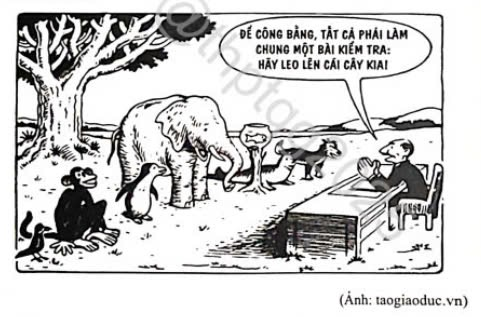 ĐỂ CÔNG BẰNG, TẤT CẢ PHẢI LÀM
CHUNG MỘT BÀI KIỂM TRA:
HÃY LEO LÊN CÁI CÂY KIA!
(Ảnh: taogiaoduc.vn)